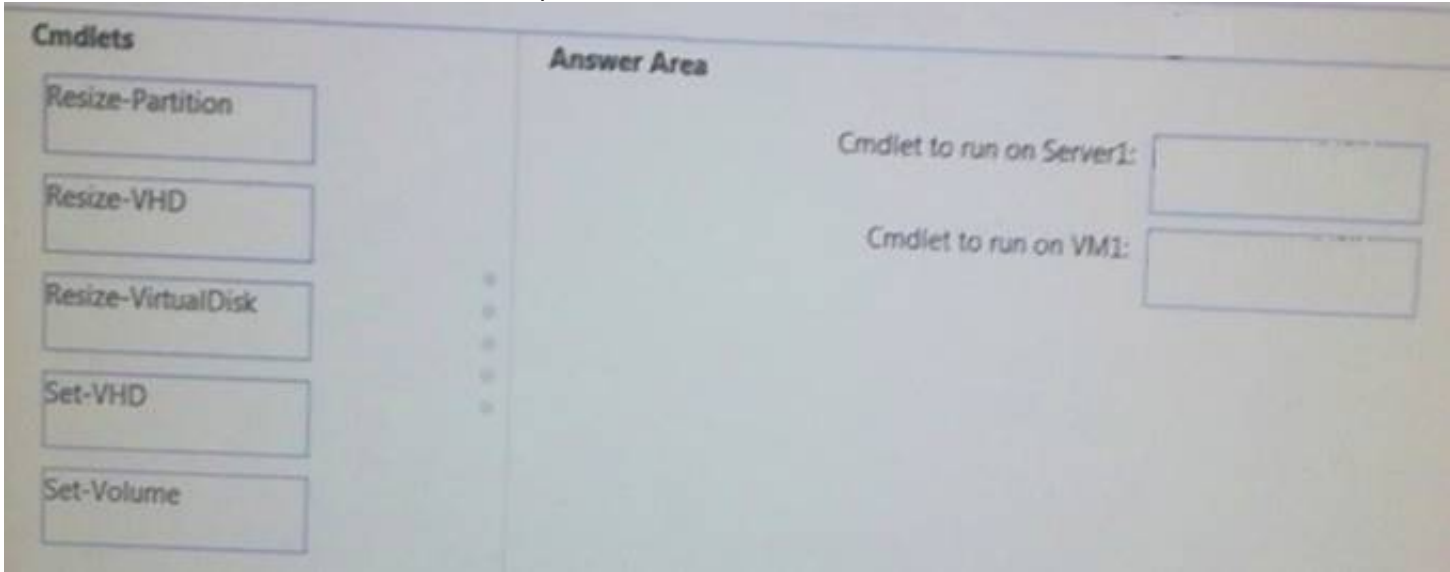 Cmdlets
Answer Area
Resize-Partition
Cmdlet to run on Server1:
Resize-VHD
Cmdlet to run on VM1:
Resize-VirtualDisk
Set-VHD
Set-Volume